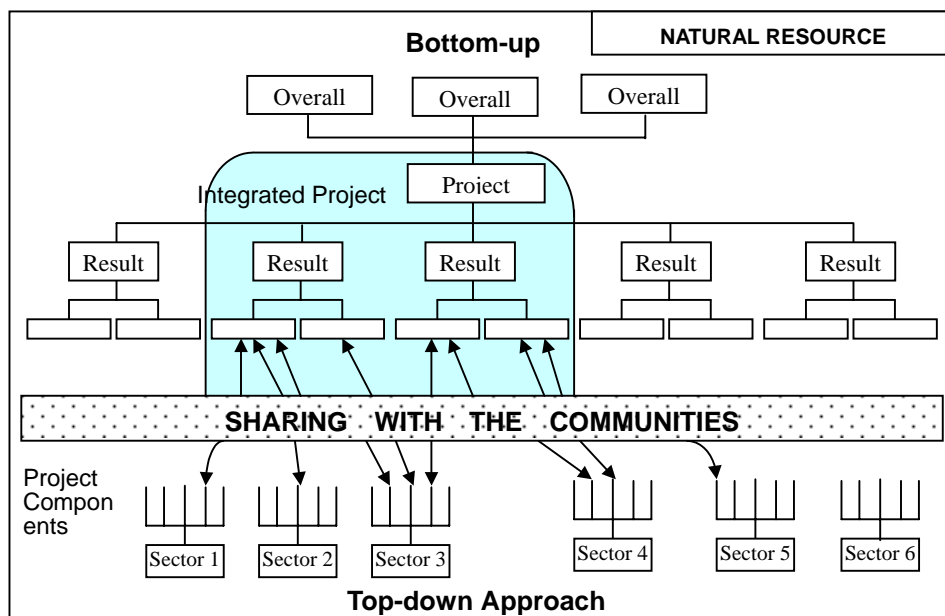 Bottom-up
NATURAL RESOURCE
Overall
Overall
Overall
Project
Integrated Project
Result
Result
Result
Result
Result
SHARING WITH THE COMMUNITIES
Project
Compon
ents
Sector 1
Sector 2
Sector 3
Sector 4
Sector 5
Sector 6
Top-down Approach